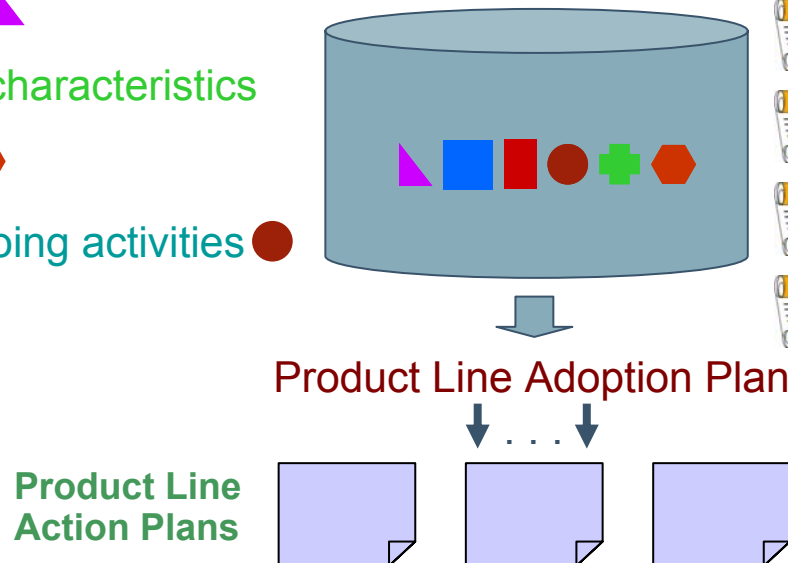 characteristics
ping activities
Product Line Adoption Plan
. . .
Product Line
Action Plans